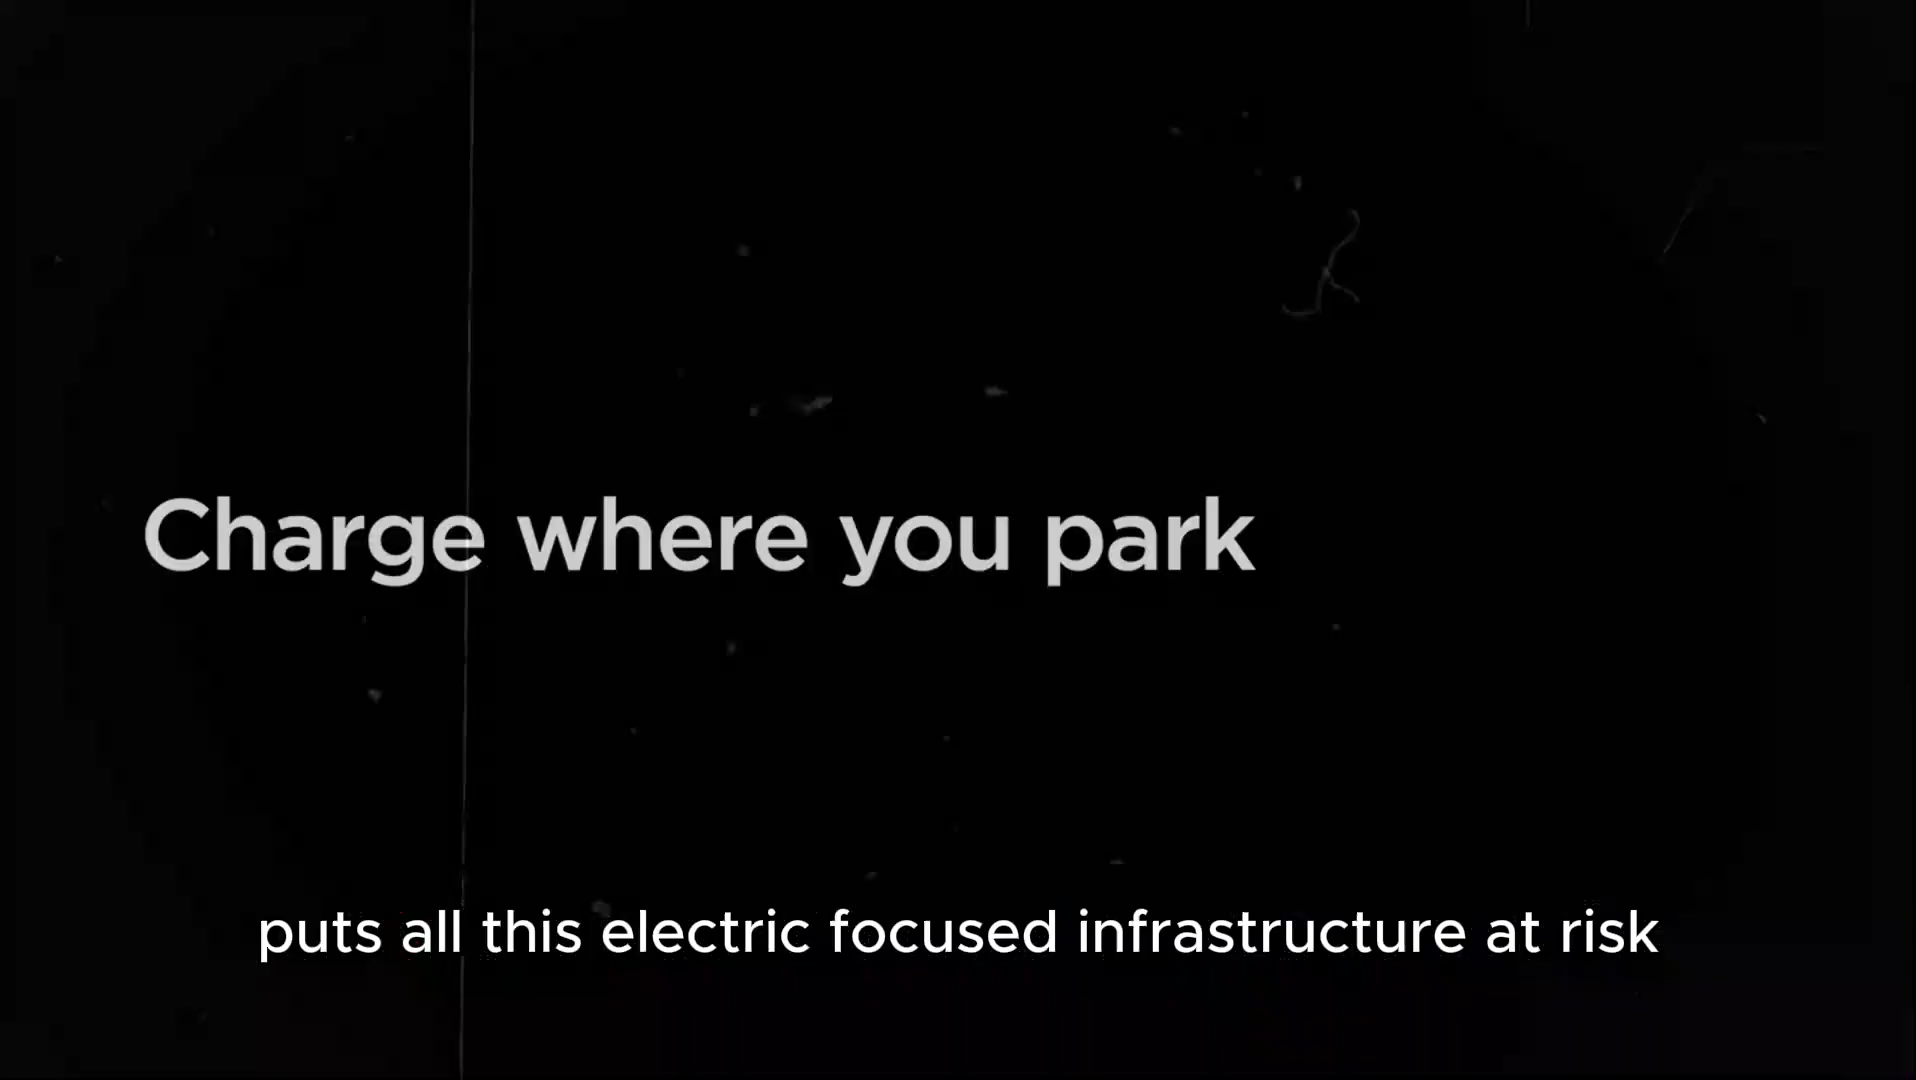 Charge where you park
puts all this electric focused infrastructure at risk